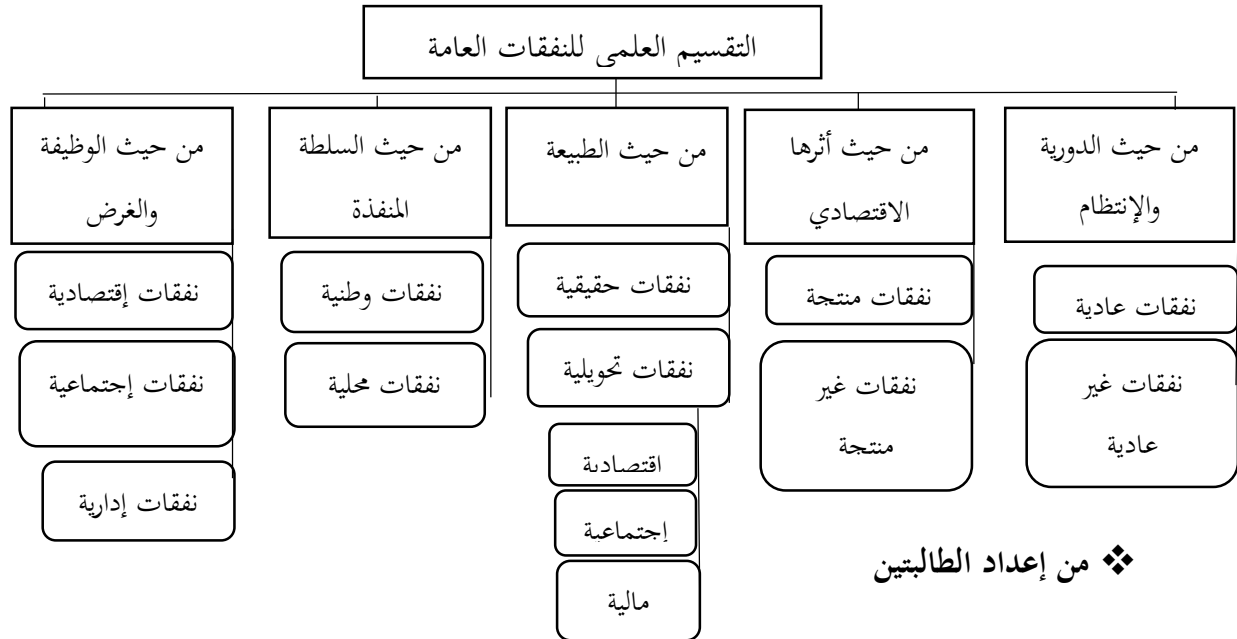 التقسيم العلمي للنفقات العامة
من حيث الدورية
والإنتظام
نفقات عادية
نفقات غير
عادية
من حيث أثرها
الاقتصادي
نفقات منتجة
نفقات غير
منتجة
من حيث الطبيعة
نفقات حقيقية
نفقات تحويلية
اقتصادية
إجتماعية
مالية
من حيث السلطة
المنفذة
نفقات وطنية
نفقات محلية
من حيث الوظيفة
والغرض
نفقات إقتصادية
نفقات إجتماعية
نفقات إدارية
❖ من إعداد الطالبتين